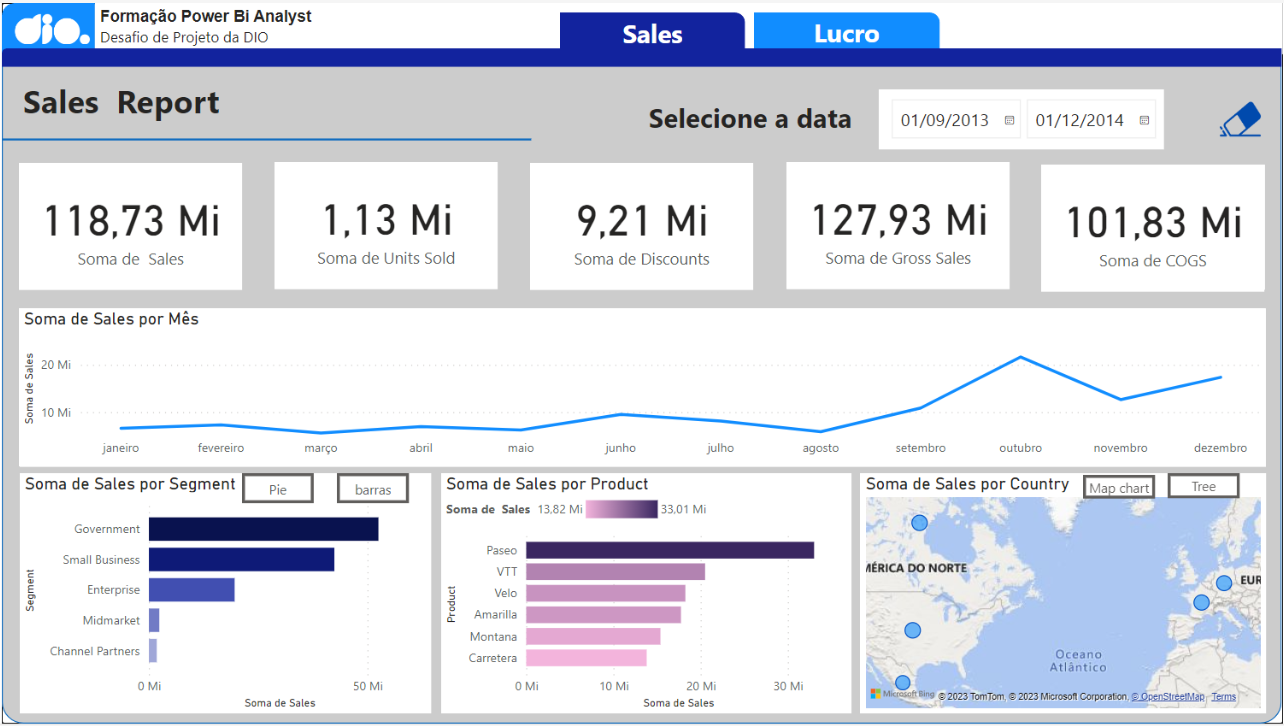 dio.
Formação Power Bi Analyst
Desafio de Projeto da DIO
Sales
Lucro
Sales Report
Selecione a data
01/09/2013
01/12/2014
118,73 Mi
Soma de Sales
1,13 Mi
Soma de Units Sold
9,21 Mi
Soma de Discounts
127,93 Mi
Soma de Gross Sales
101,83 Mi
Soma de COGS
Soma de Sales por Mês
Soma de Sales
20 Mi
10 Mi
janeiro
fevereiro
março
abril
maio
junho
julho
agosto
setembro
outubro
novembro
dezembro
Soma de Sales por Segment
Pie
barras
Segment
Government
Small Business
Enterprise
Midmarket
Channel Partners
0 Mi
50 Mi
Soma de Sales
Soma de Sales por Product
Soma de Sales 13,82 Mi 33,01 Mi
Product
Paseo
VTT
Velo
Amarilla
Montana
Carretera
0 Mi
10 Mi
20 Mi
30 Mi
Soma de Sales
Soma de Sales por Country
Map chart
Tree
MÉRICA DO NORTE
EUR
Oceano
Atlântico
Microsoft Bing
© 2023 TomTom, © 2023 Microsoft Corporation, © OpenStreetMap Terms